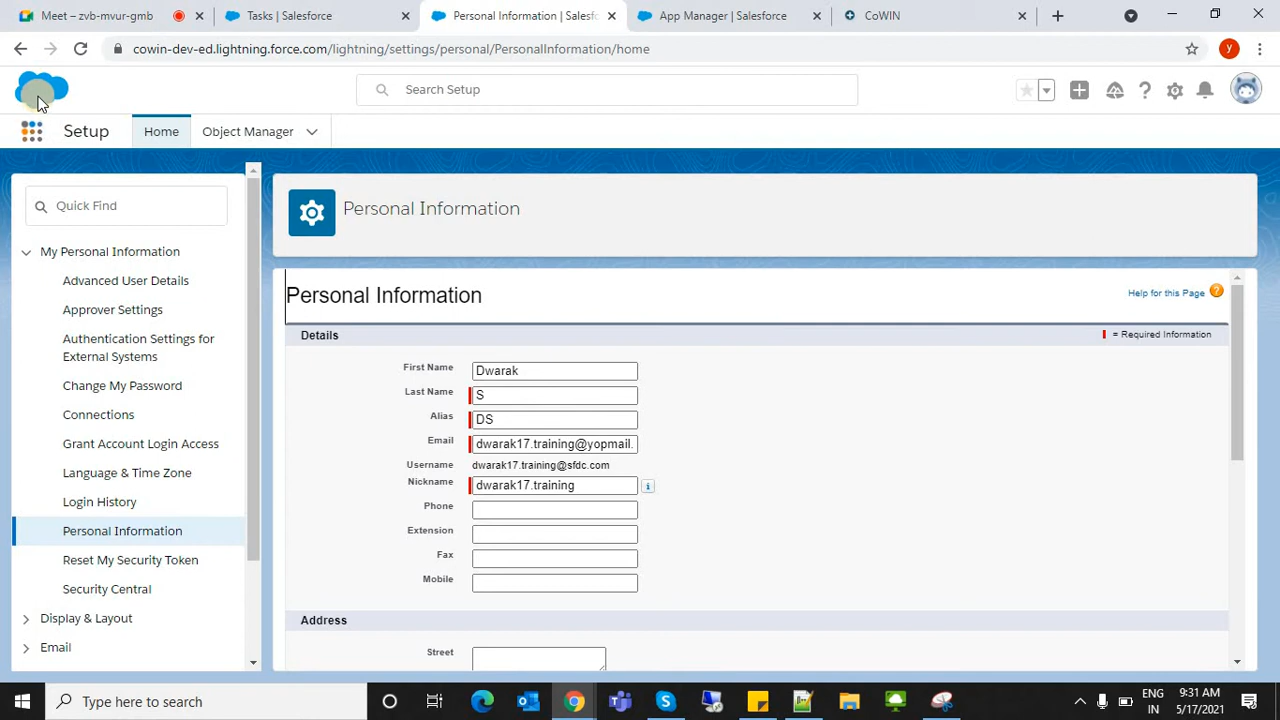 Meet – zvb-mvur-gmb
Tasks | Salesforce
Personal Information | Salesf
App Manager | Salesforce
CoWIN
cowin-dev-ed.lightning.force.com/lightning/settings/personal/PersonalInformation/home
y
Search Setup
Setup
Home
Object Manager
Quick Find
My Personal Information
Advanced User Details
Approver Settings
Authentication Settings for
External Systems
Change My Password
Connections
Grant Account Login Access
Language & Time Zone
Login History
Personal Information
Reset My Security Token
Security Central
Display & Layout
Email
Personal Information
Personal Information
Help for this Page
Details
= Required Information
First Name Dwarak
Last Name S
Alias DS
Email dwarak17.training@yopmail.
Username dwarak17.training@sfdc.com
Nickname dwarak17.training
Phone
Extension
Fax
Mobile
Address
Street
Type here to search
ENG
IN
9:31 AM
5/17/2021